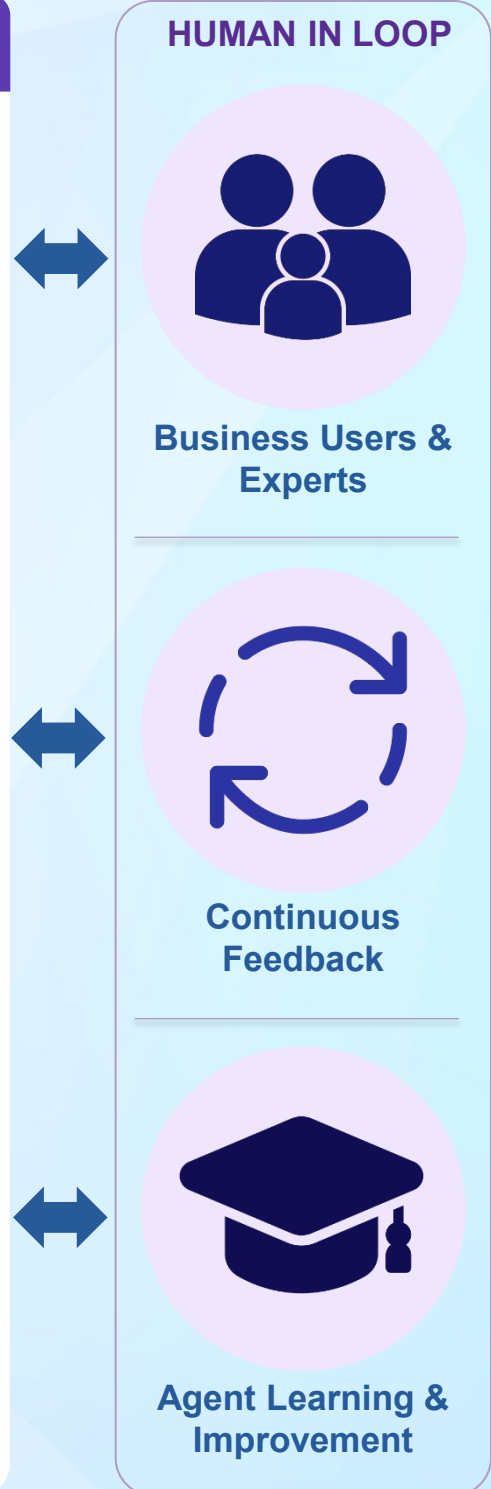 HUMAN IN LOOP
Business Users &
Experts
Continuous
Feedback
Agent Learning &
Improvement